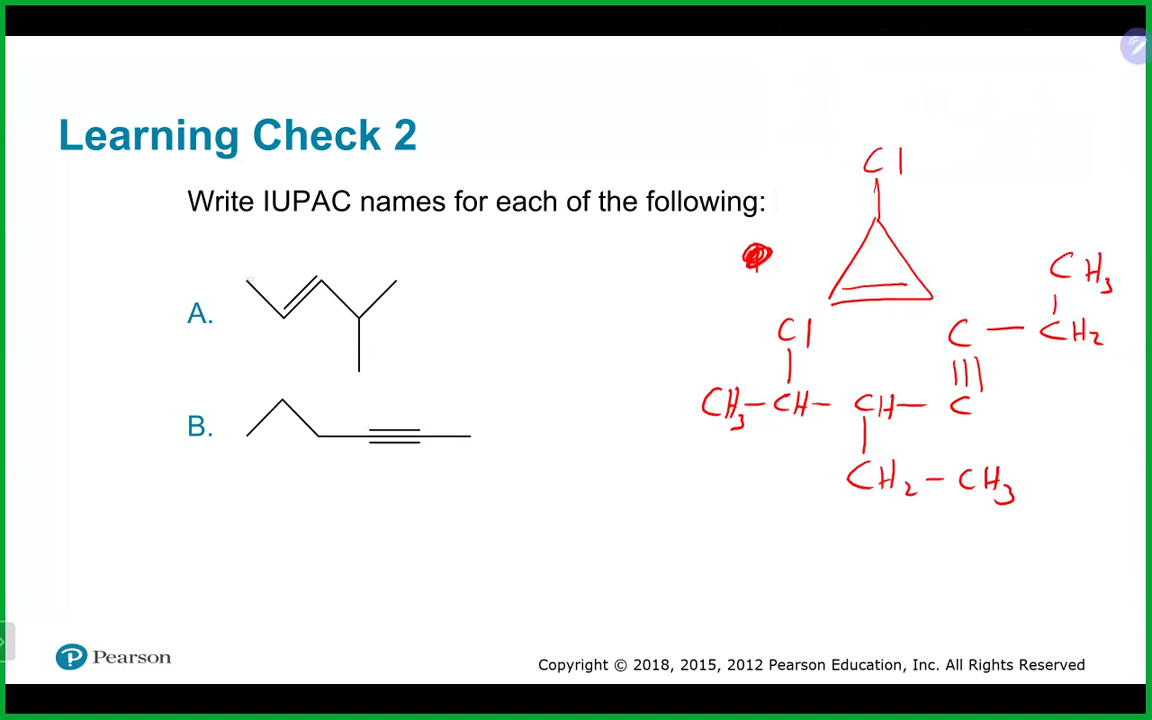 Learning Check 2
Write IUPAC names for each of the following:
A.
B.
Cl
CH3
Cl
C — CH2
CH3 — CH — CH — C
CH2 — CH3
Pearson
Copyright © 2018, 2015, 2012 Pearson Education, Inc. All Rights Reserved